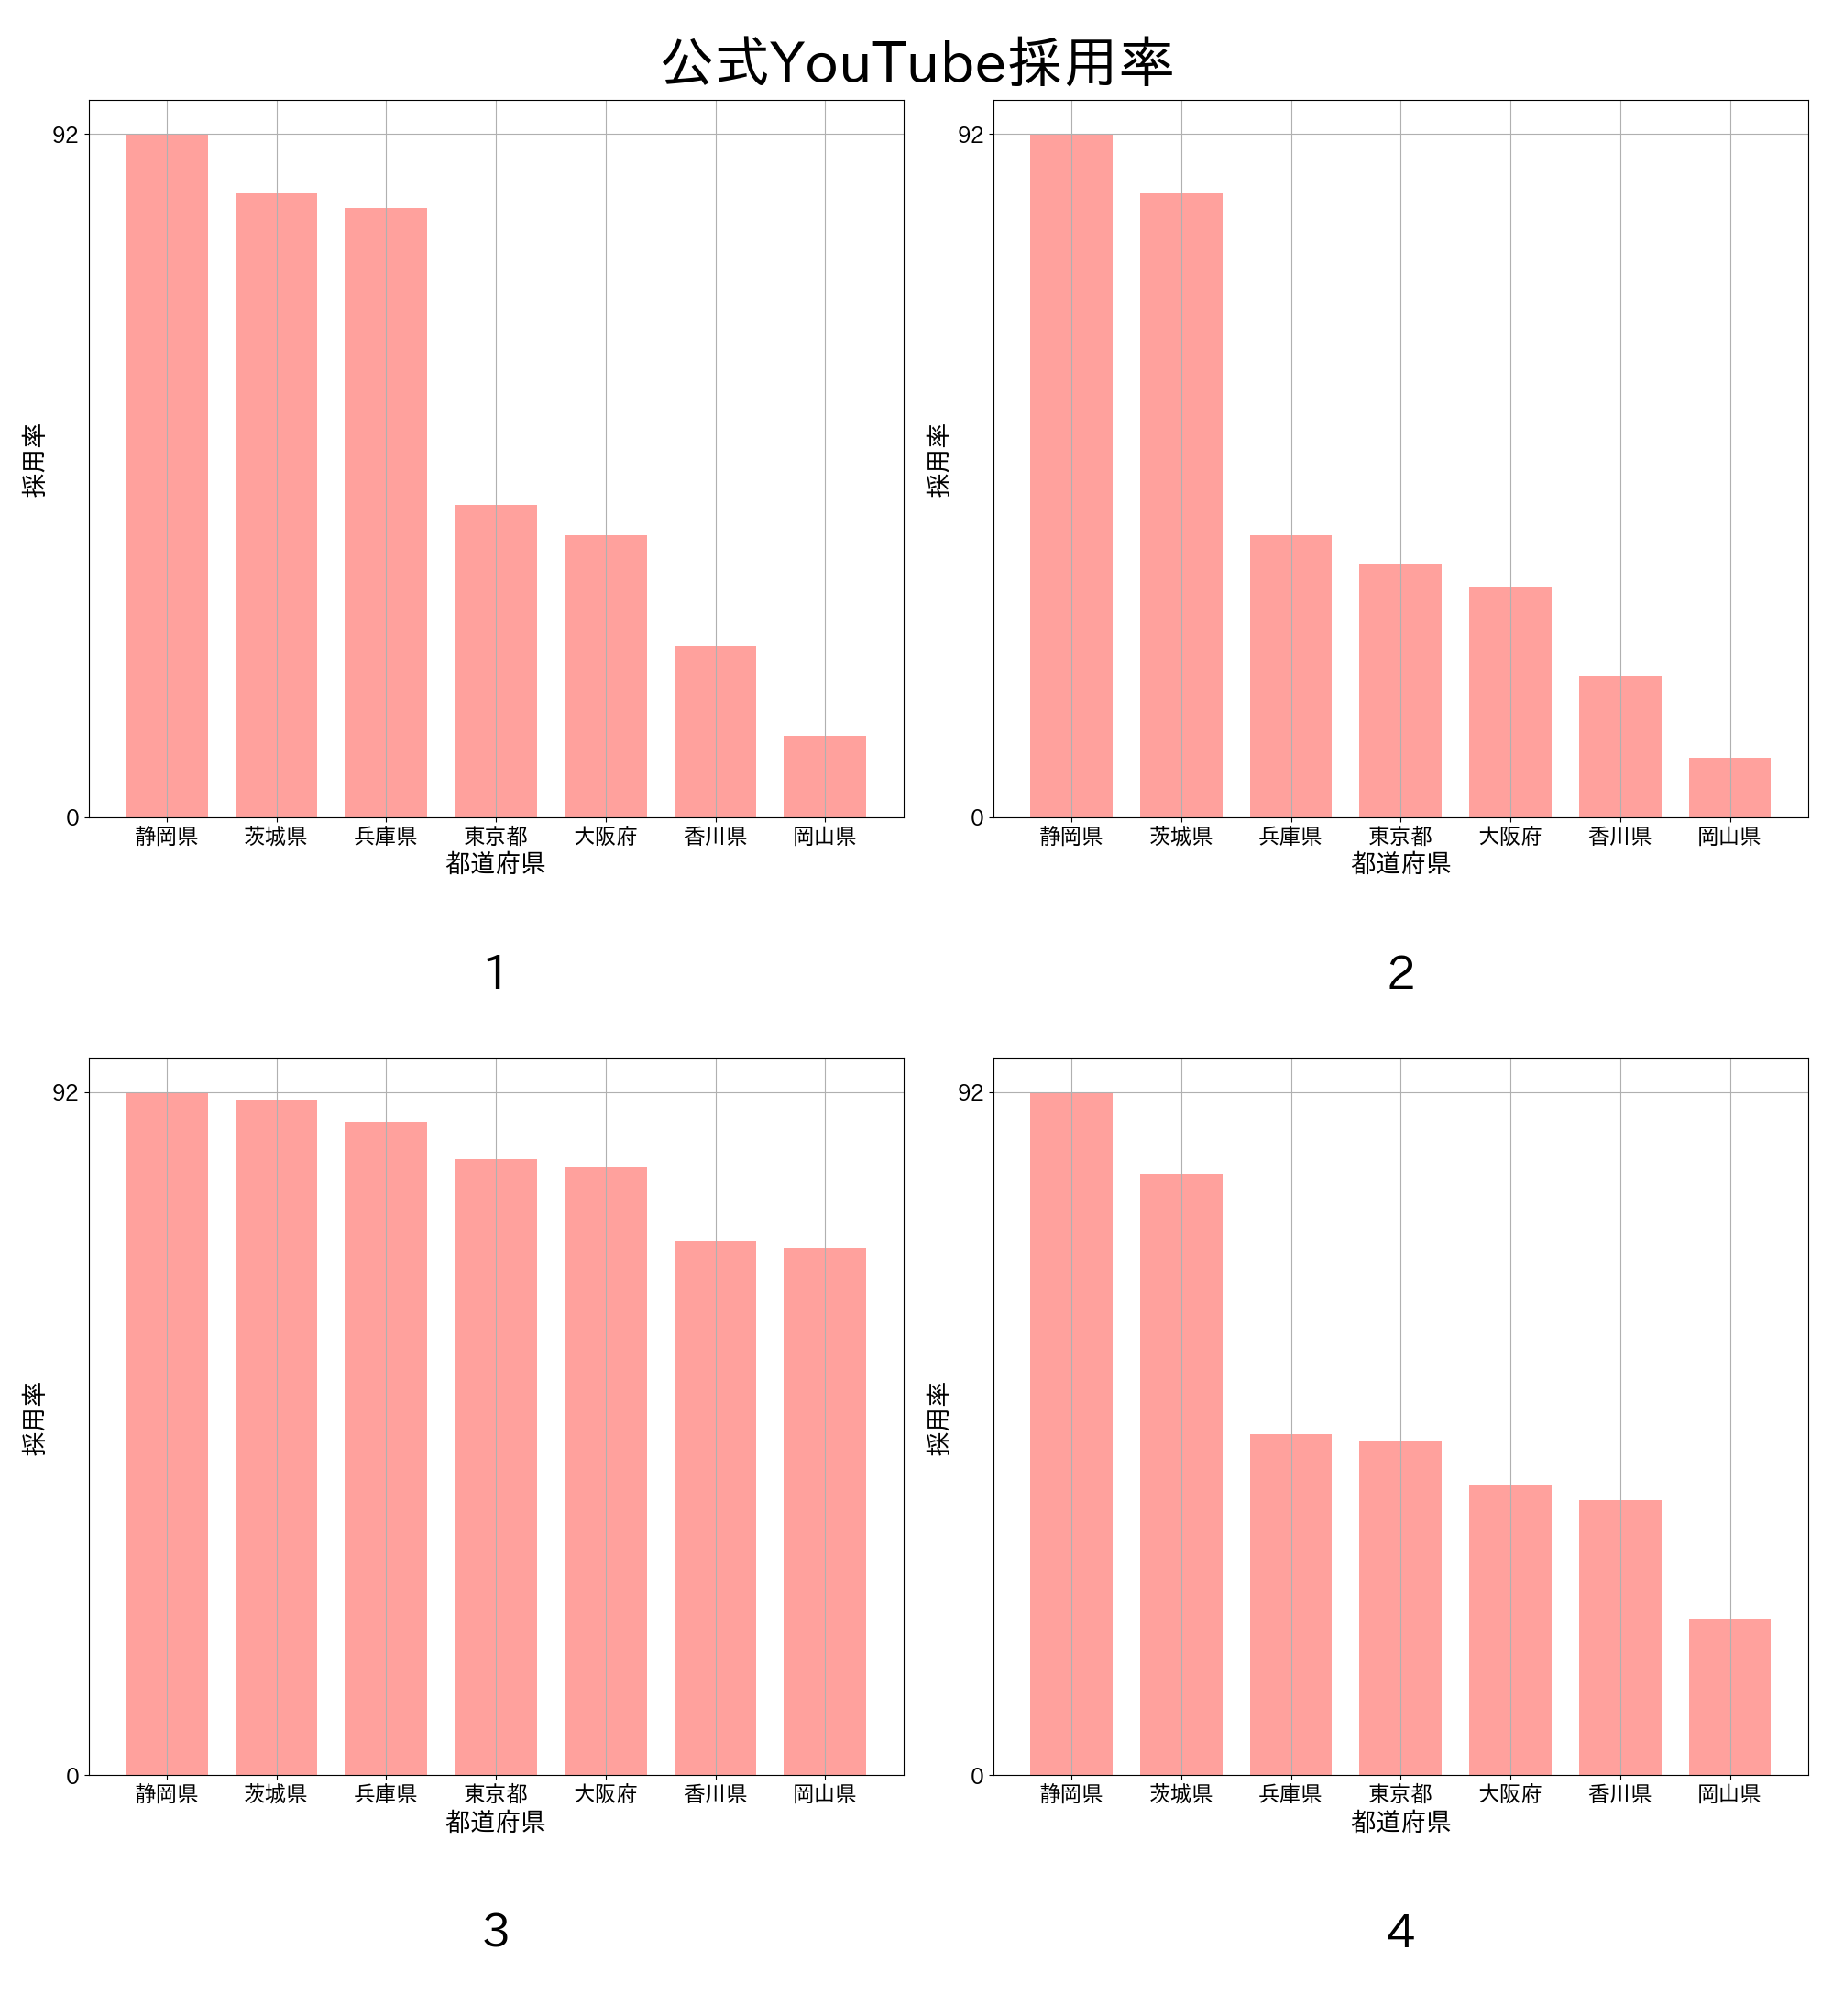 公式YouTube採用率
92
0
採用率
静岡県 茨城県 兵庫県 東京都 大阪府 香川県 岡山県
都道府県
1
92
0
採用率
静岡県 茨城県 兵庫県 東京都 大阪府 香川県 岡山県
都道府県
2
92
0
採用率
静岡県 茨城県 兵庫県 東京都 大阪府 香川県 岡山県
都道府県
3
92
0
採用率
静岡県 茨城県 兵庫県 東京都 大阪府 香川県 岡山県
都道府県
4